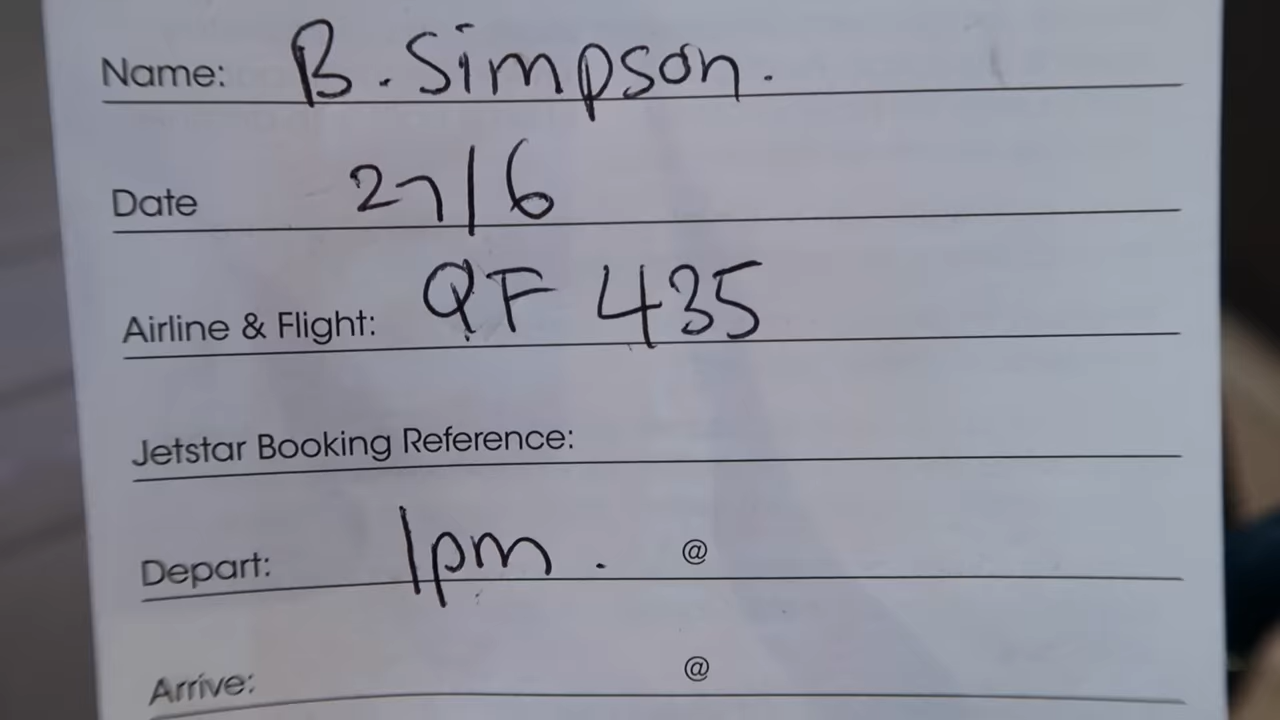 Name: B. Simpson.
Date 27/6
Airline & Flight: QF 435
Jetstar Booking Reference:
Depart: 1pm. @
Arrive: @